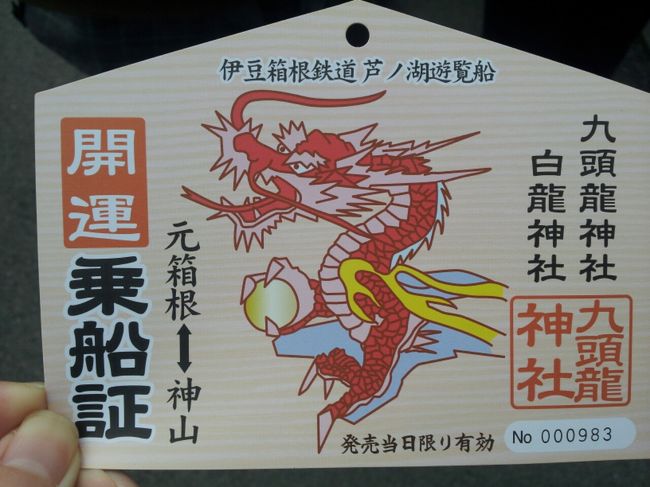 伊豆箱根鉄道 芦ノ湖遊覧船
九頭龍神社
白龍神社
九頭龍
神社
元箱根↔神山
開運
乗船証
発売当日限り有効
No 000983